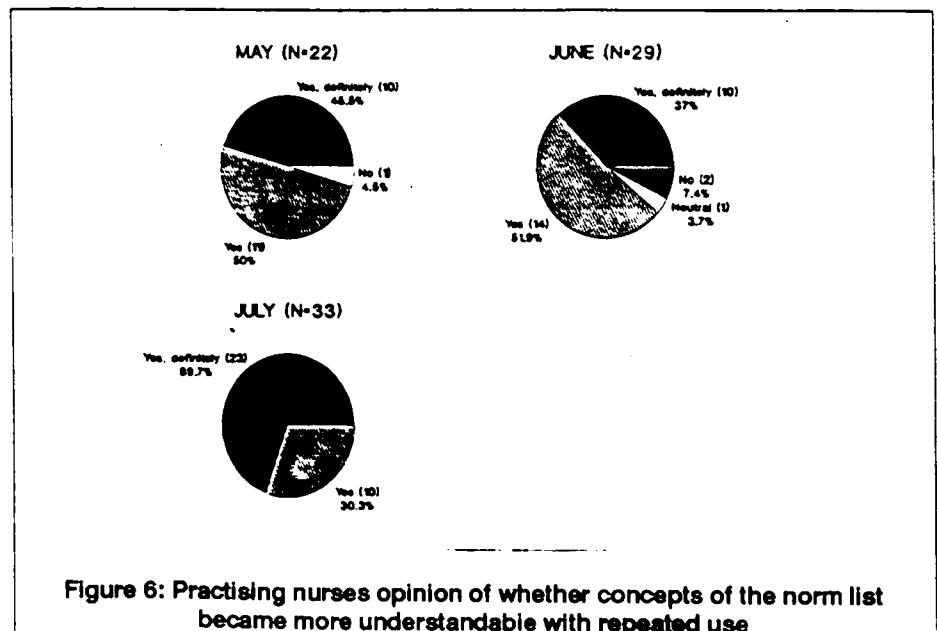 MAY (N=22)
Yes, definitely (10)
45.5%
No (1)
4.5%
Yes (11)
50%
JUNE (N=29)
Yes, definitely (10)
37%
No (2)
7.4%
Neutral (1)
3.7%
Yes (14)
51.9%
JULY (N=33)
Yes, definitely (23)
69.7%
Yes (10)
30.3%
Figure 6: Practising nurses opinion of whether concepts of the norm list
became more understandable with repeated use